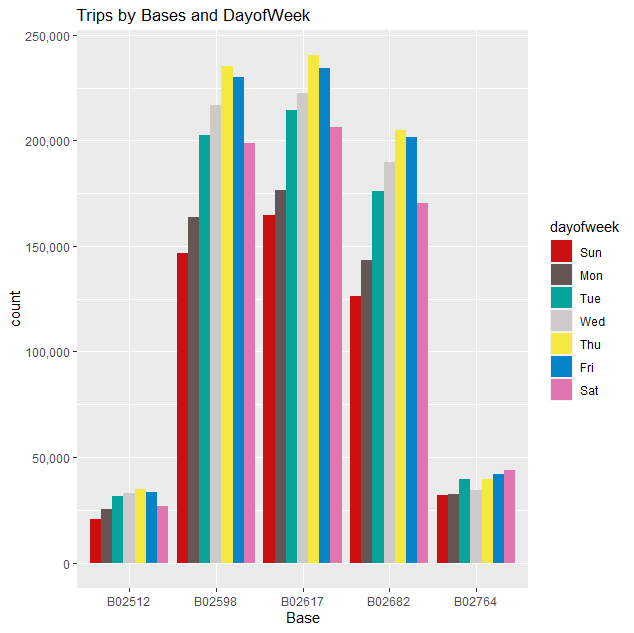 Trips by Bases and DayofWeek
250,000
200,000
150,000
100,000
50,000
0
count
B02512 B02598 B02617 B02682 B02764
Base
dayofweek
Sun
Mon
Tue
Wed
Thu
Fri
Sat